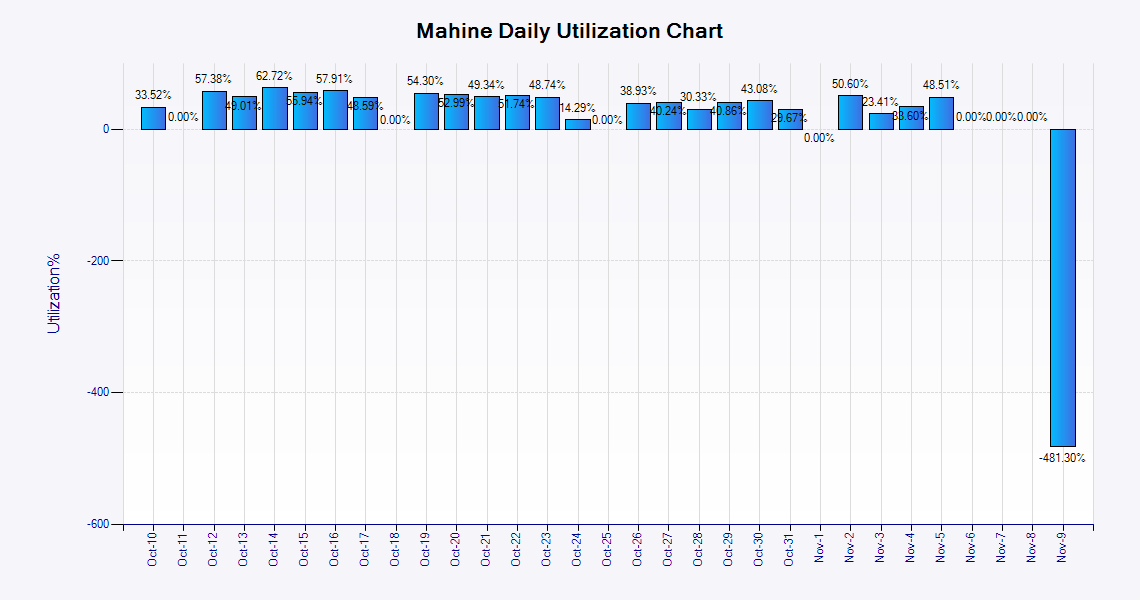 Mahine Daily Utilization Chart
33.52%
0.00%
57.38%
49.01%
62.72%
55.94%
57.91%
48.59%
0.00%
54.30%
52.99%
49.34%
51.74%
48.74%
14.29%
0.00%
38.93%
40.24%
30.33%
40.86%
43.08%
29.67%
0.00%
50.60%
23.41%
33.60%
48.51%
0.00%
0.00%
0.00%
-481.30%
0
-200
-400
-600
Utilization%
Oct-10
Oct-11
Oct-12
Oct-13
Oct-14
Oct-15
Oct-16
Oct-17
Oct-18
Oct-19
Oct-20
Oct-21
Oct-22
Oct-23
Oct-24
Oct-25
Oct-26
Oct-27
Oct-28
Oct-29
Oct-30
Oct-31
Nov-1
Nov-2
Nov-3
Nov-4
Nov-5
Nov-6
Nov-7
Nov-8
Nov-9